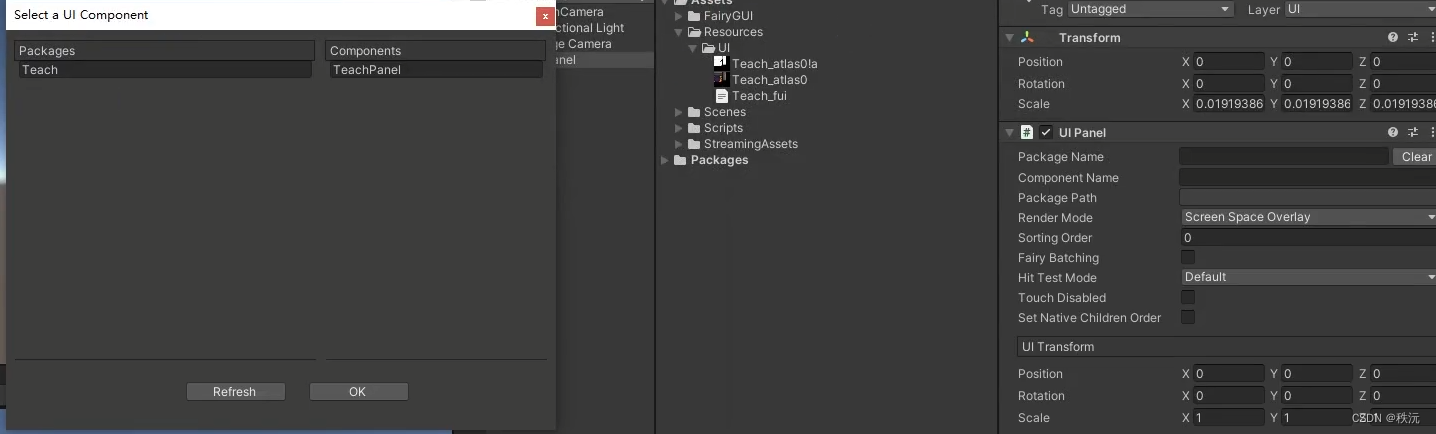 Select a UI Component
x
Packages
Components
Teach
TeachPanel
Refresh
OK
Camera
ctional Light
e Camera
anel
Assets
FairyGUI
Resources
UI
Teach_atlas0!a
Teach_atlas0
Teach_fui
Scenes
Scripts
StreamingAssets
Packages
Tag Untagged Layer UI
Transform
Position X 0 Y 0 Z 0
Rotation X 0 Y 0 Z 0
Scale X 0.01919386 Y 0.01919386 Z 0.01919386
# UI Panel
Package Name Clear
Component Name
Package Path
Render Mode Screen Space Overlay
Sorting Order 0
Fairy Batching
Hit Test Mode Default
Touch Disabled
Set Native Children Order
UI Transform
Position X 0 Y 0 Z 0
Rotation X 0 Y 0 Z 0
Scale X 1 Y 1 Z 1
CSDN @秩沅